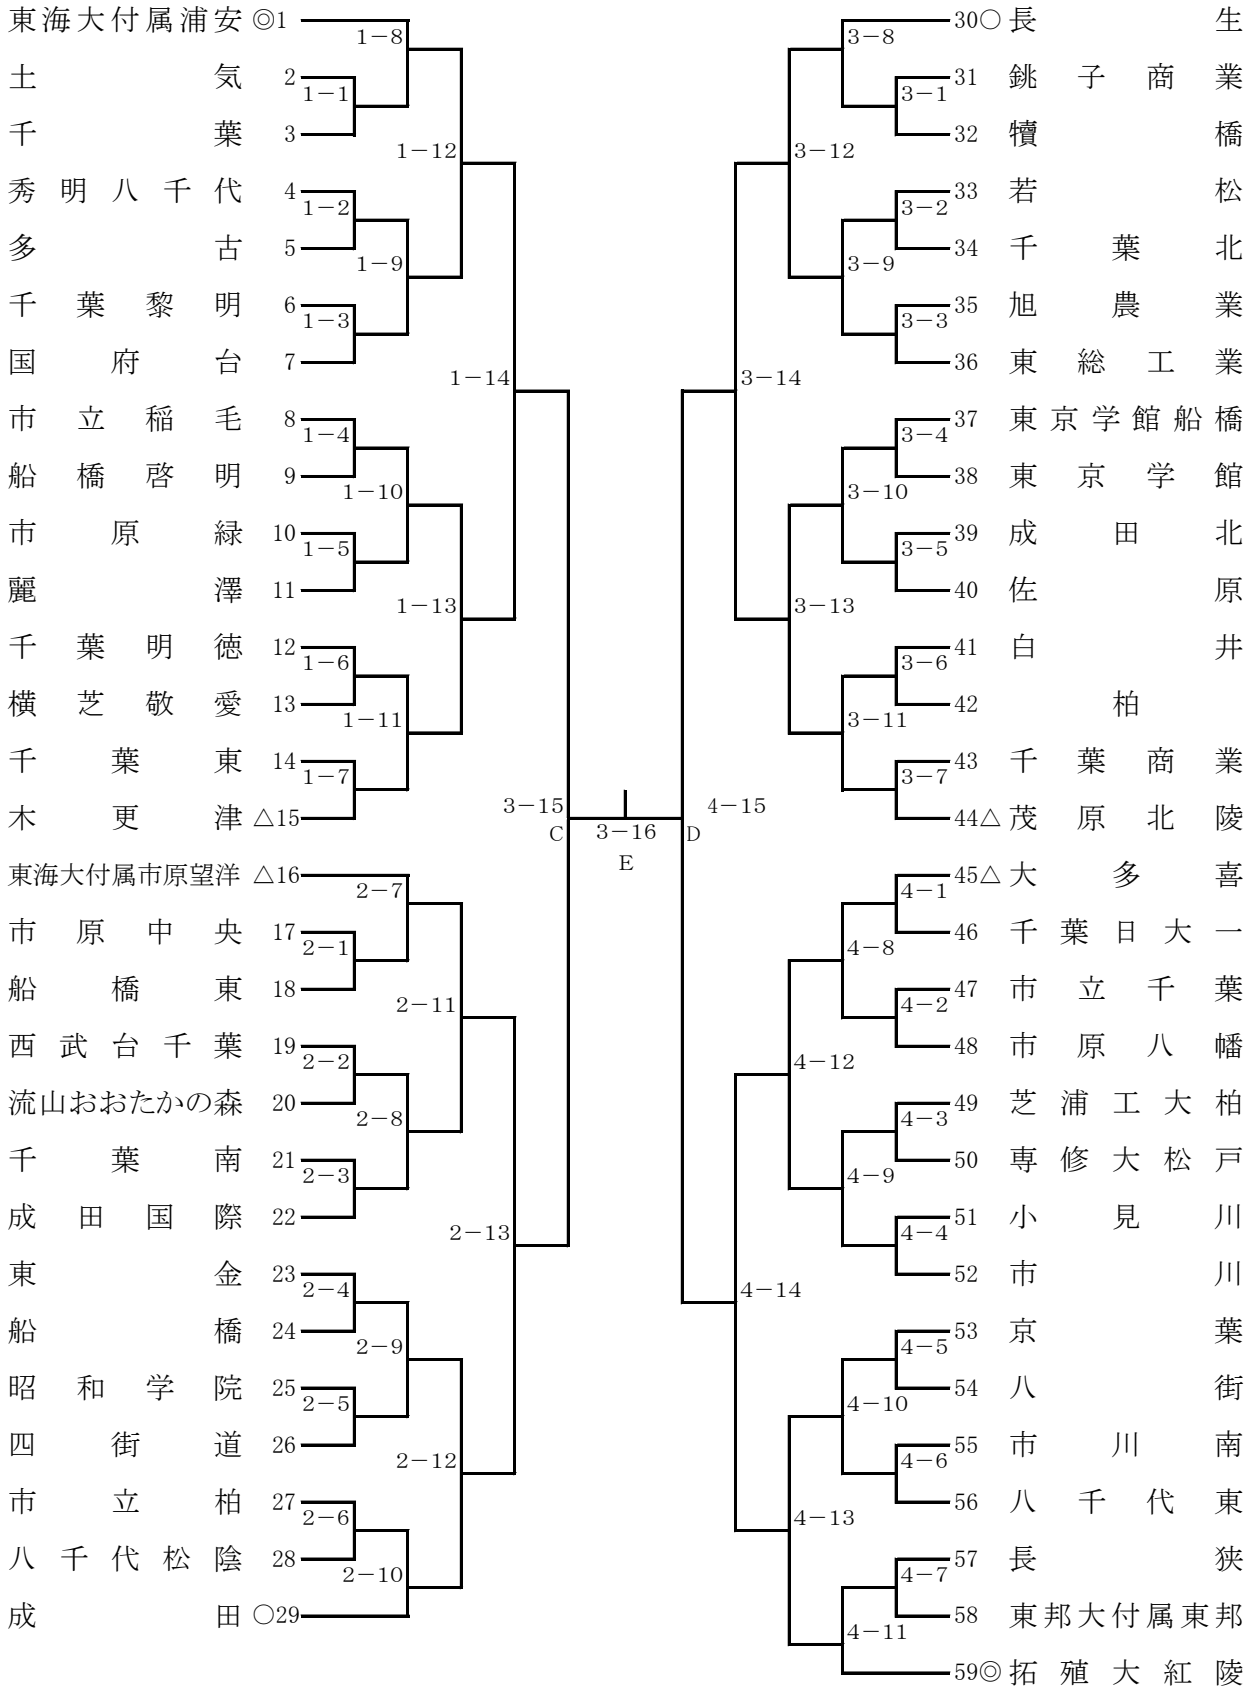 東海大付属浦安 ◎1
土気 2
千葉 3
秀明八千代 4
多古 5
千葉黎明 6
国府台 7
市立稲毛 8
船橋啓明 9
市原緑 10
麗澤 11
千葉明徳 12
横芝敬愛 13
千葉東 14
木更津 △15
東海大付属市原望洋 △16
市原中央 17
船橋東 18
西武台千葉 19
流山おおたかの森 20
千葉南 21
成田国際 22
東金 23
船橋 24
昭和学院 25
四街道 26
市立柏 27
八千代松陰 28
成田 ○29
1-8
1-1
1-12
1-2
1-9
1-3
1-14
1-4
1-10
1-5
1-13
1-6
1-11
1-7
2-7
2-1
2-11
2-2
2-8
2-3
2-13
2-4
2-9
2-5
2-12
2-6
2-10
3-15
C
3-16
E
D
4-15
3-8
3-1
3-12
3-2
3-9
3-3
3-14
3-4
3-10
3-5
3-13
3-6
3-11
3-7
4-1
4-8
4-2
4-12
4-3
4-9
4-4
4-14
4-5
4-10
4-6
4-13
4-7
4-11
30○ 長生
31 銚子商業
32 犢橋
33 若松
34 千葉北
35 旭農業
36 東総工業
37 東京学館船橋
38 東京学館
39 成田北
40 佐原
41 白井
42 柏
43 千葉商業
44△ 茂原北陵
45△ 大多喜
46 千葉日大一
47 市立千葉
48 市原八幡
49 芝浦工大柏
50 専修大松戸
51 小見川
52 市川
53 京葉
54 八街
55 市川南
56 八千代東
57 長狭
58 東邦大付属東邦
59◎ 拓殖大紅陵